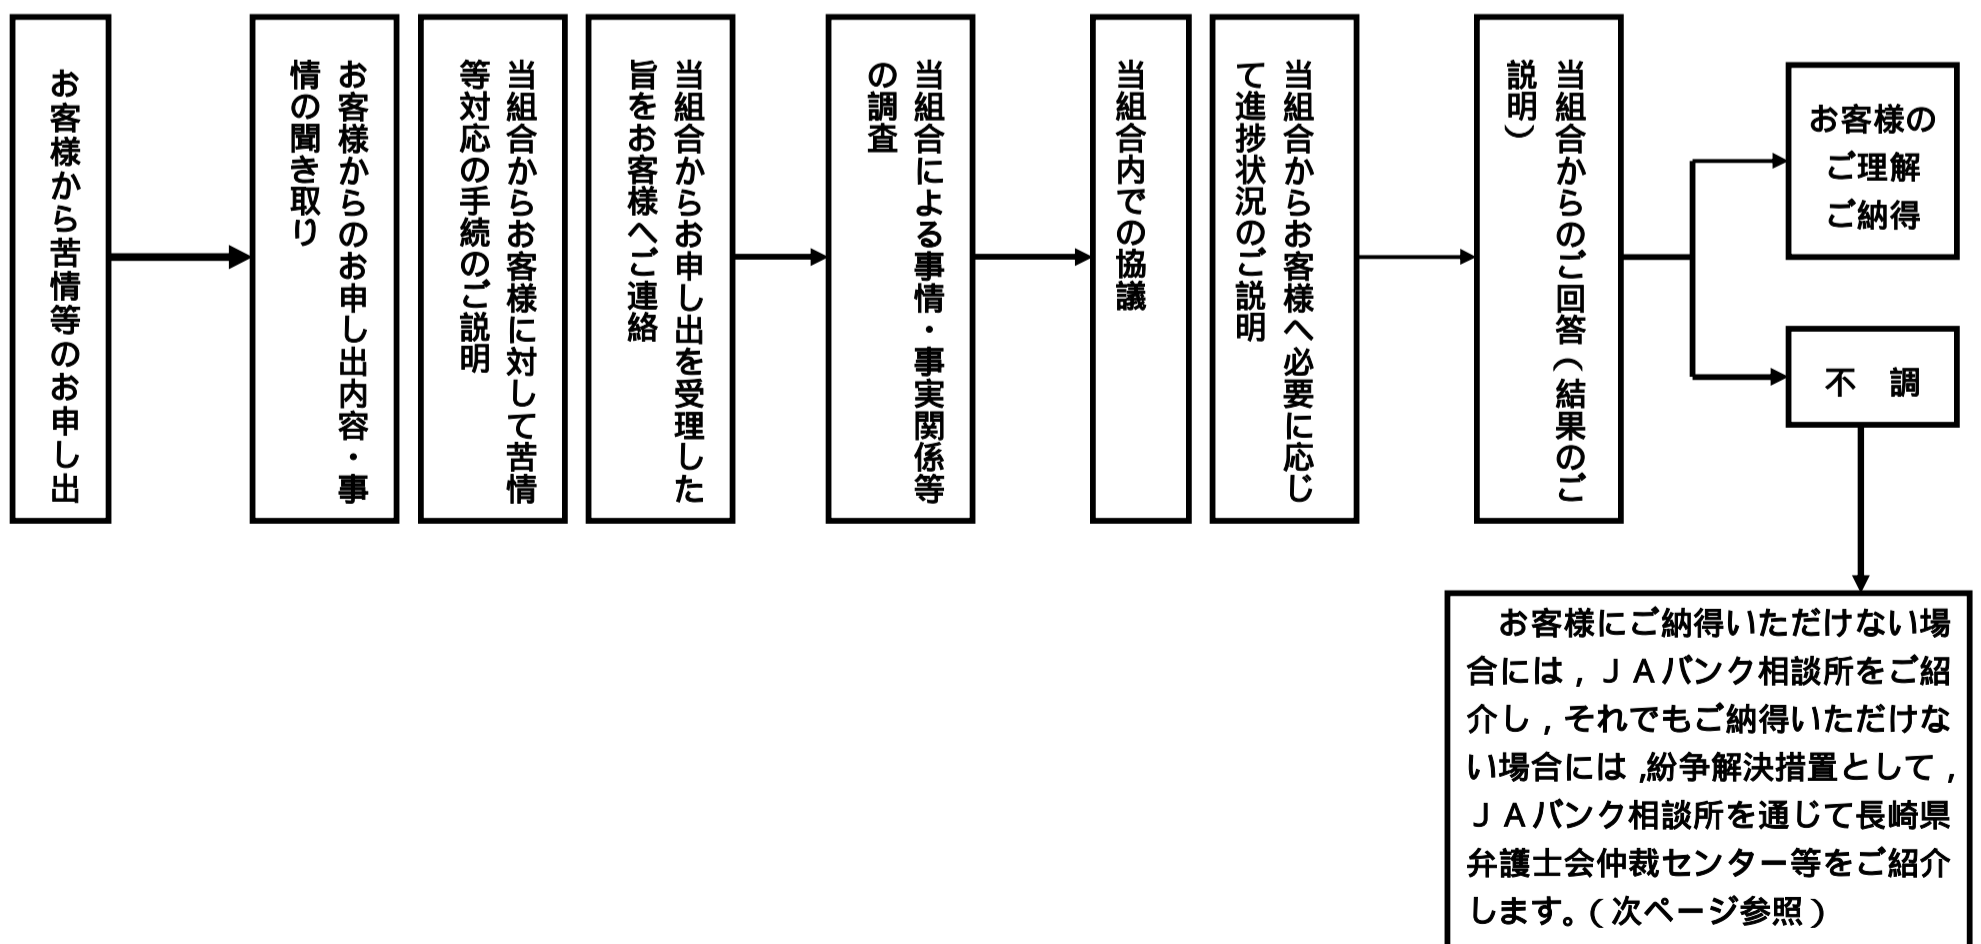 お客様から苦情等のお申し出
お客様からのお申し出内容・事
情の聞き取り
当組合からお客様に対して苦情
等対応の手続のご説明
当組合からお申し出を受理した
旨をお客様へご連絡
当組合による事情・事実関係等
の調査
当組合内での協議
当組合からお客様へ必要に応じ
て進捗状況のご説明
当組合からのご回答（結果のご
説明）
お客様の
ご理解
ご納得
不　調
　お客様にご納得いただけない場
合には，ＪＡバンク相談所をご紹
介し，それでもご納得いただけな
い場合には,紛争解決措置として，
ＪＡバンク相談所を通じて長崎県
弁護士会仲裁センター等をご紹介
します。（次ページ参照）